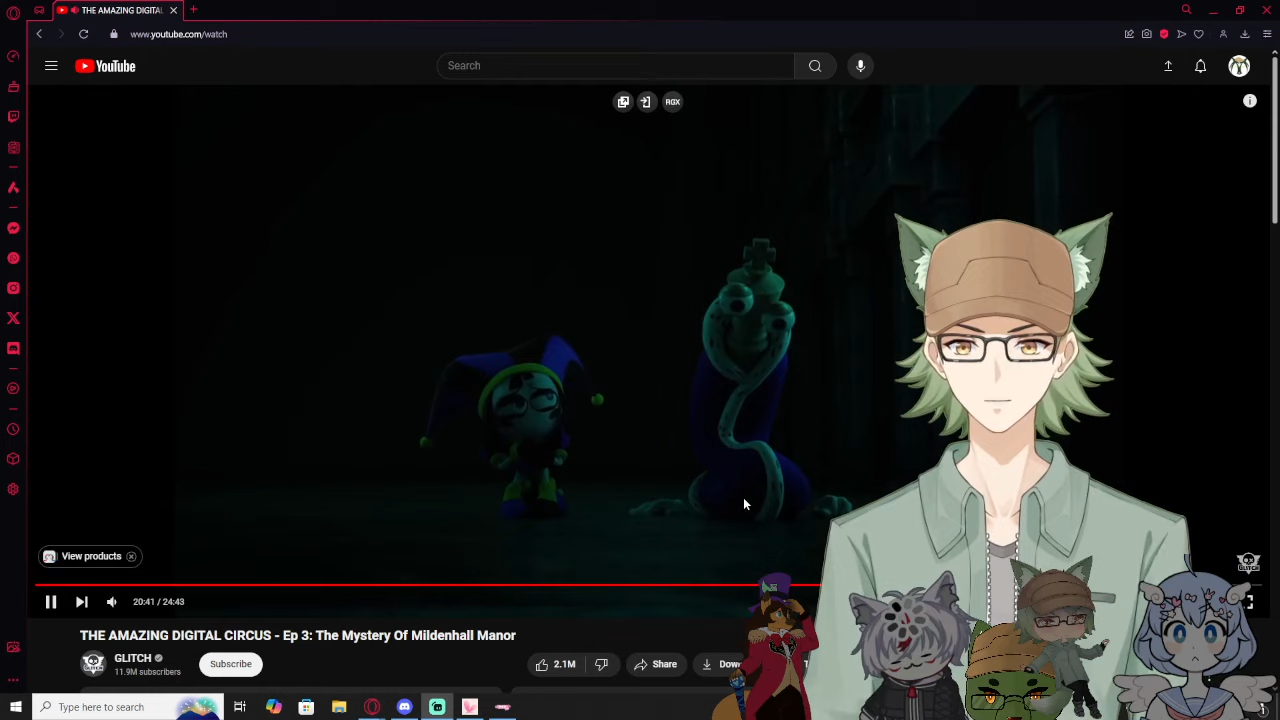 THE AMAZING DIGITAL
www.youtube.com/watch
YouTube
Search
RGX
View products
GLITCH
20:41 / 24:43
THE AMAZING DIGITAL CIRCUS - Ep 3: The Mystery Of Mildenhall Manor
GLITCH
11.9M subscribers
Subscribe
2.1M
Share
Dow
Type here to search